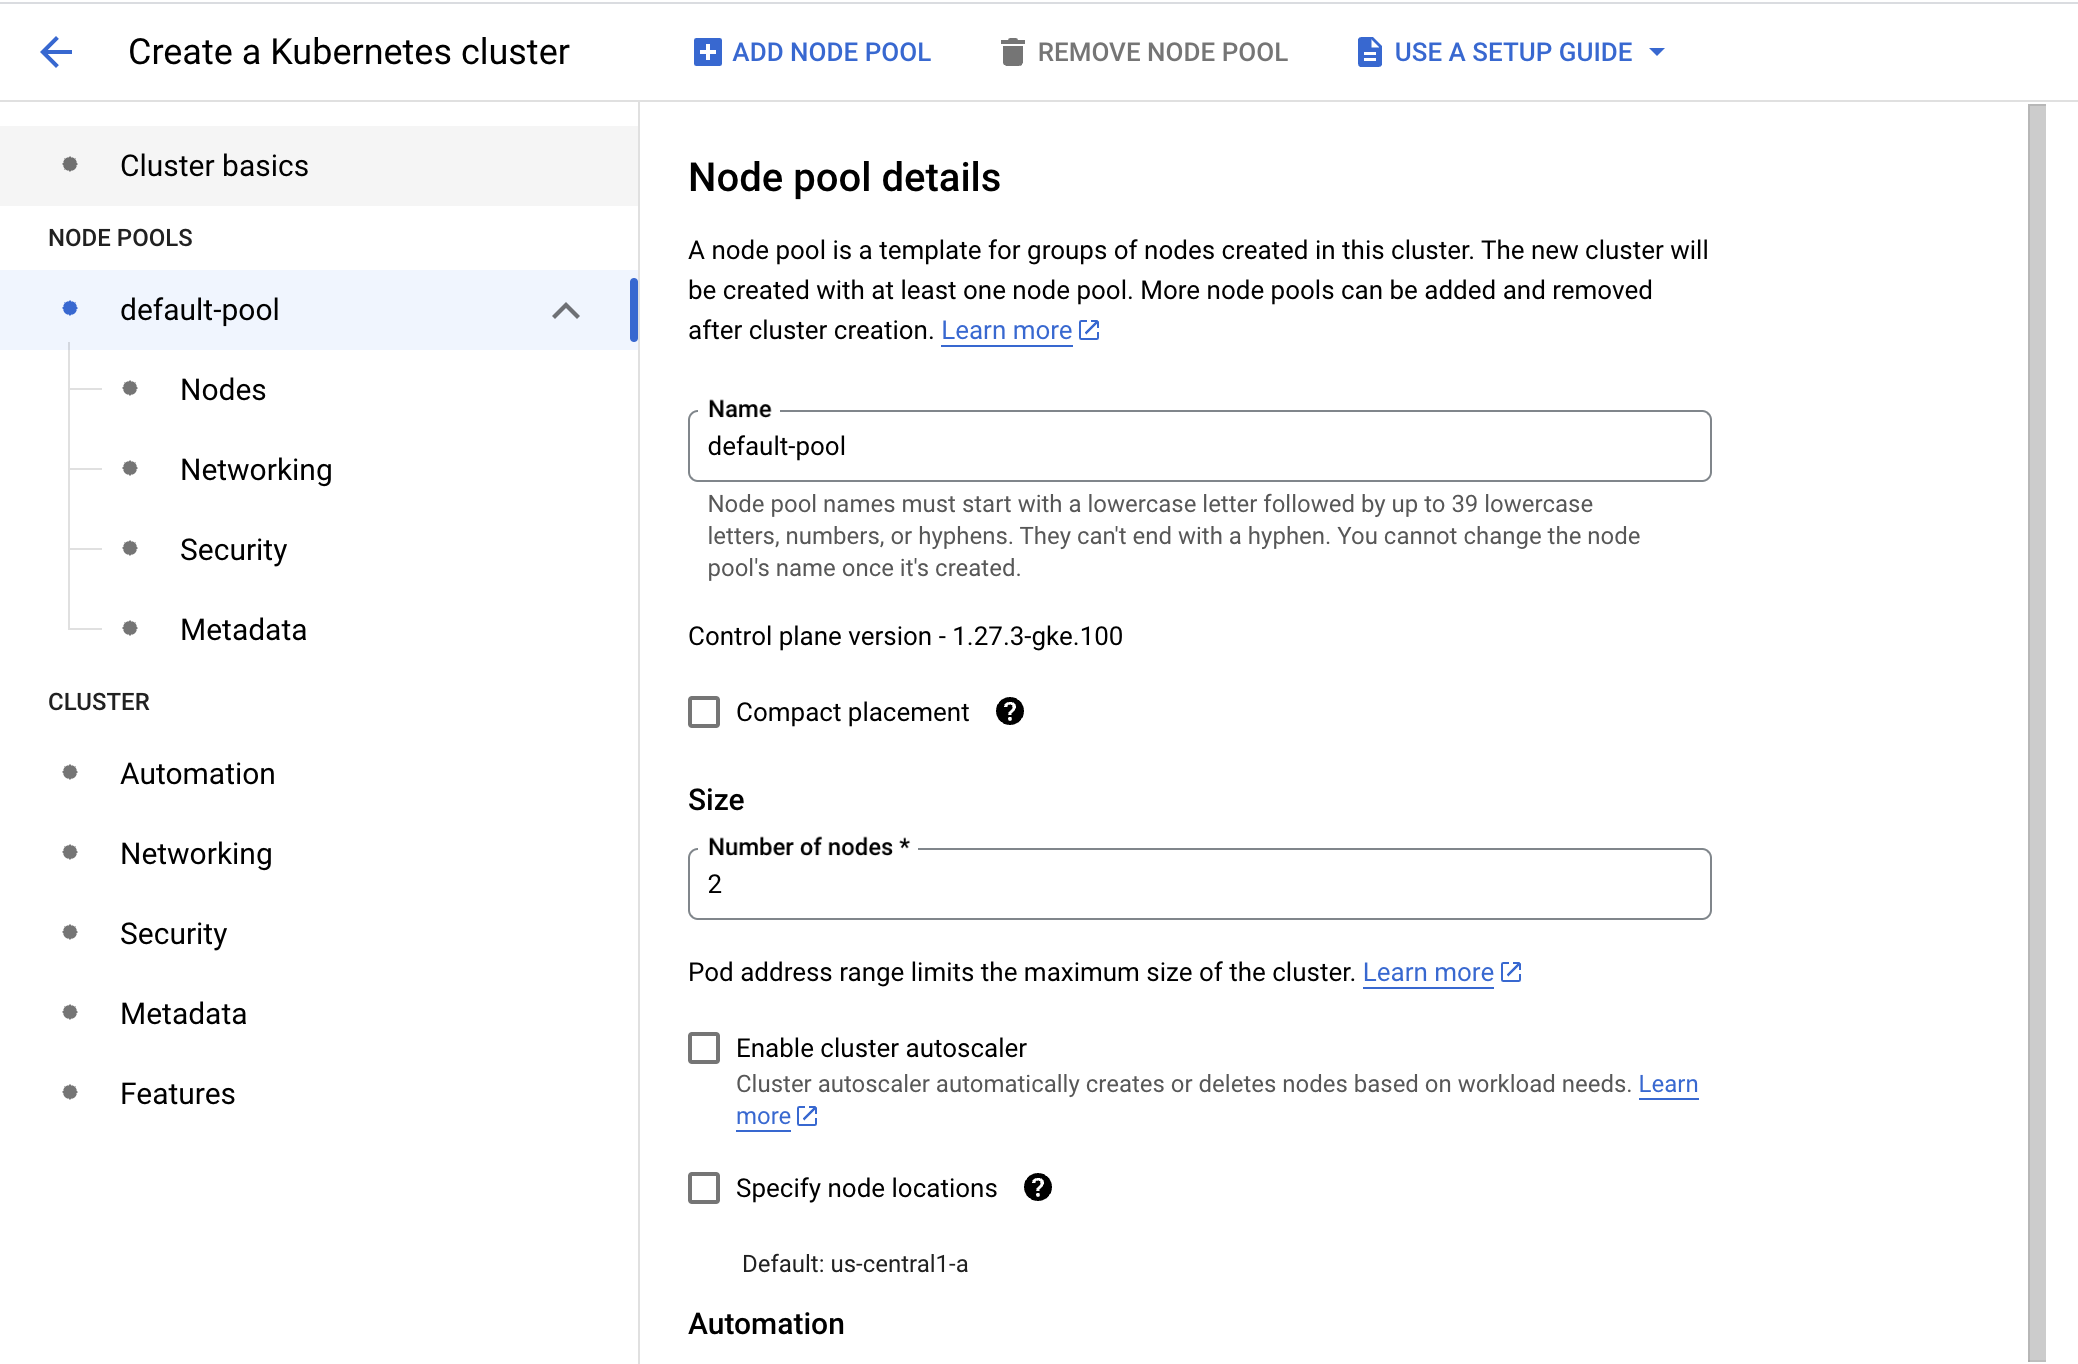 Create a Kubernetes cluster
ADD NODE POOL
REMOVE NODE POOL
USE A SETUP GUIDE
Cluster basics
NODE POOLS
default-pool
Nodes
Networking
Security
Metadata
CLUSTER
Automation
Networking
Security
Metadata
Features
Node pool details
A node pool is a template for groups of nodes created in this cluster. The new cluster will
be created with at least one node pool. More node pools can be added and removed
after cluster creation. Learn more
Name
default-pool
Node pool names must start with a lowercase letter followed by up to 39 lowercase
letters, numbers, or hyphens. They can't end with a hyphen. You cannot change the node
pool's name once it's created.
Control plane version - 1.27.3-gke.100
Compact placement
Size
Number of nodes *
2
Pod address range limits the maximum size of the cluster. Learn more
Enable cluster autoscaler
Cluster autoscaler automatically creates or deletes nodes based on workload needs. Learn
more
Specify node locations
Default: us-central1-a
Automation